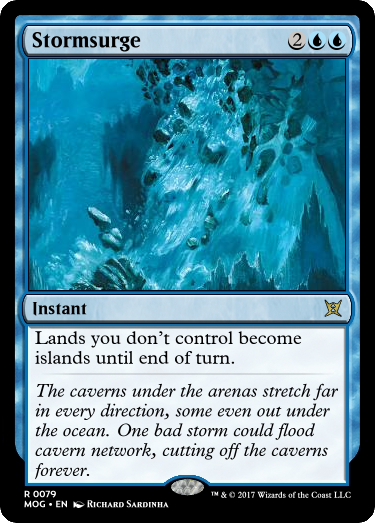 Stormsurge 2
Instant
Lands you don't control become
islands until end of turn.
The caverns under the arenas stretch far
in every direction, some even out under
the ocean. One bad storm could flood
cavern network, cutting off the caverns
forever.
R 0079
MOG • EN Richard Sardinha
™ & © 2017 Wizards of the Coast LLC